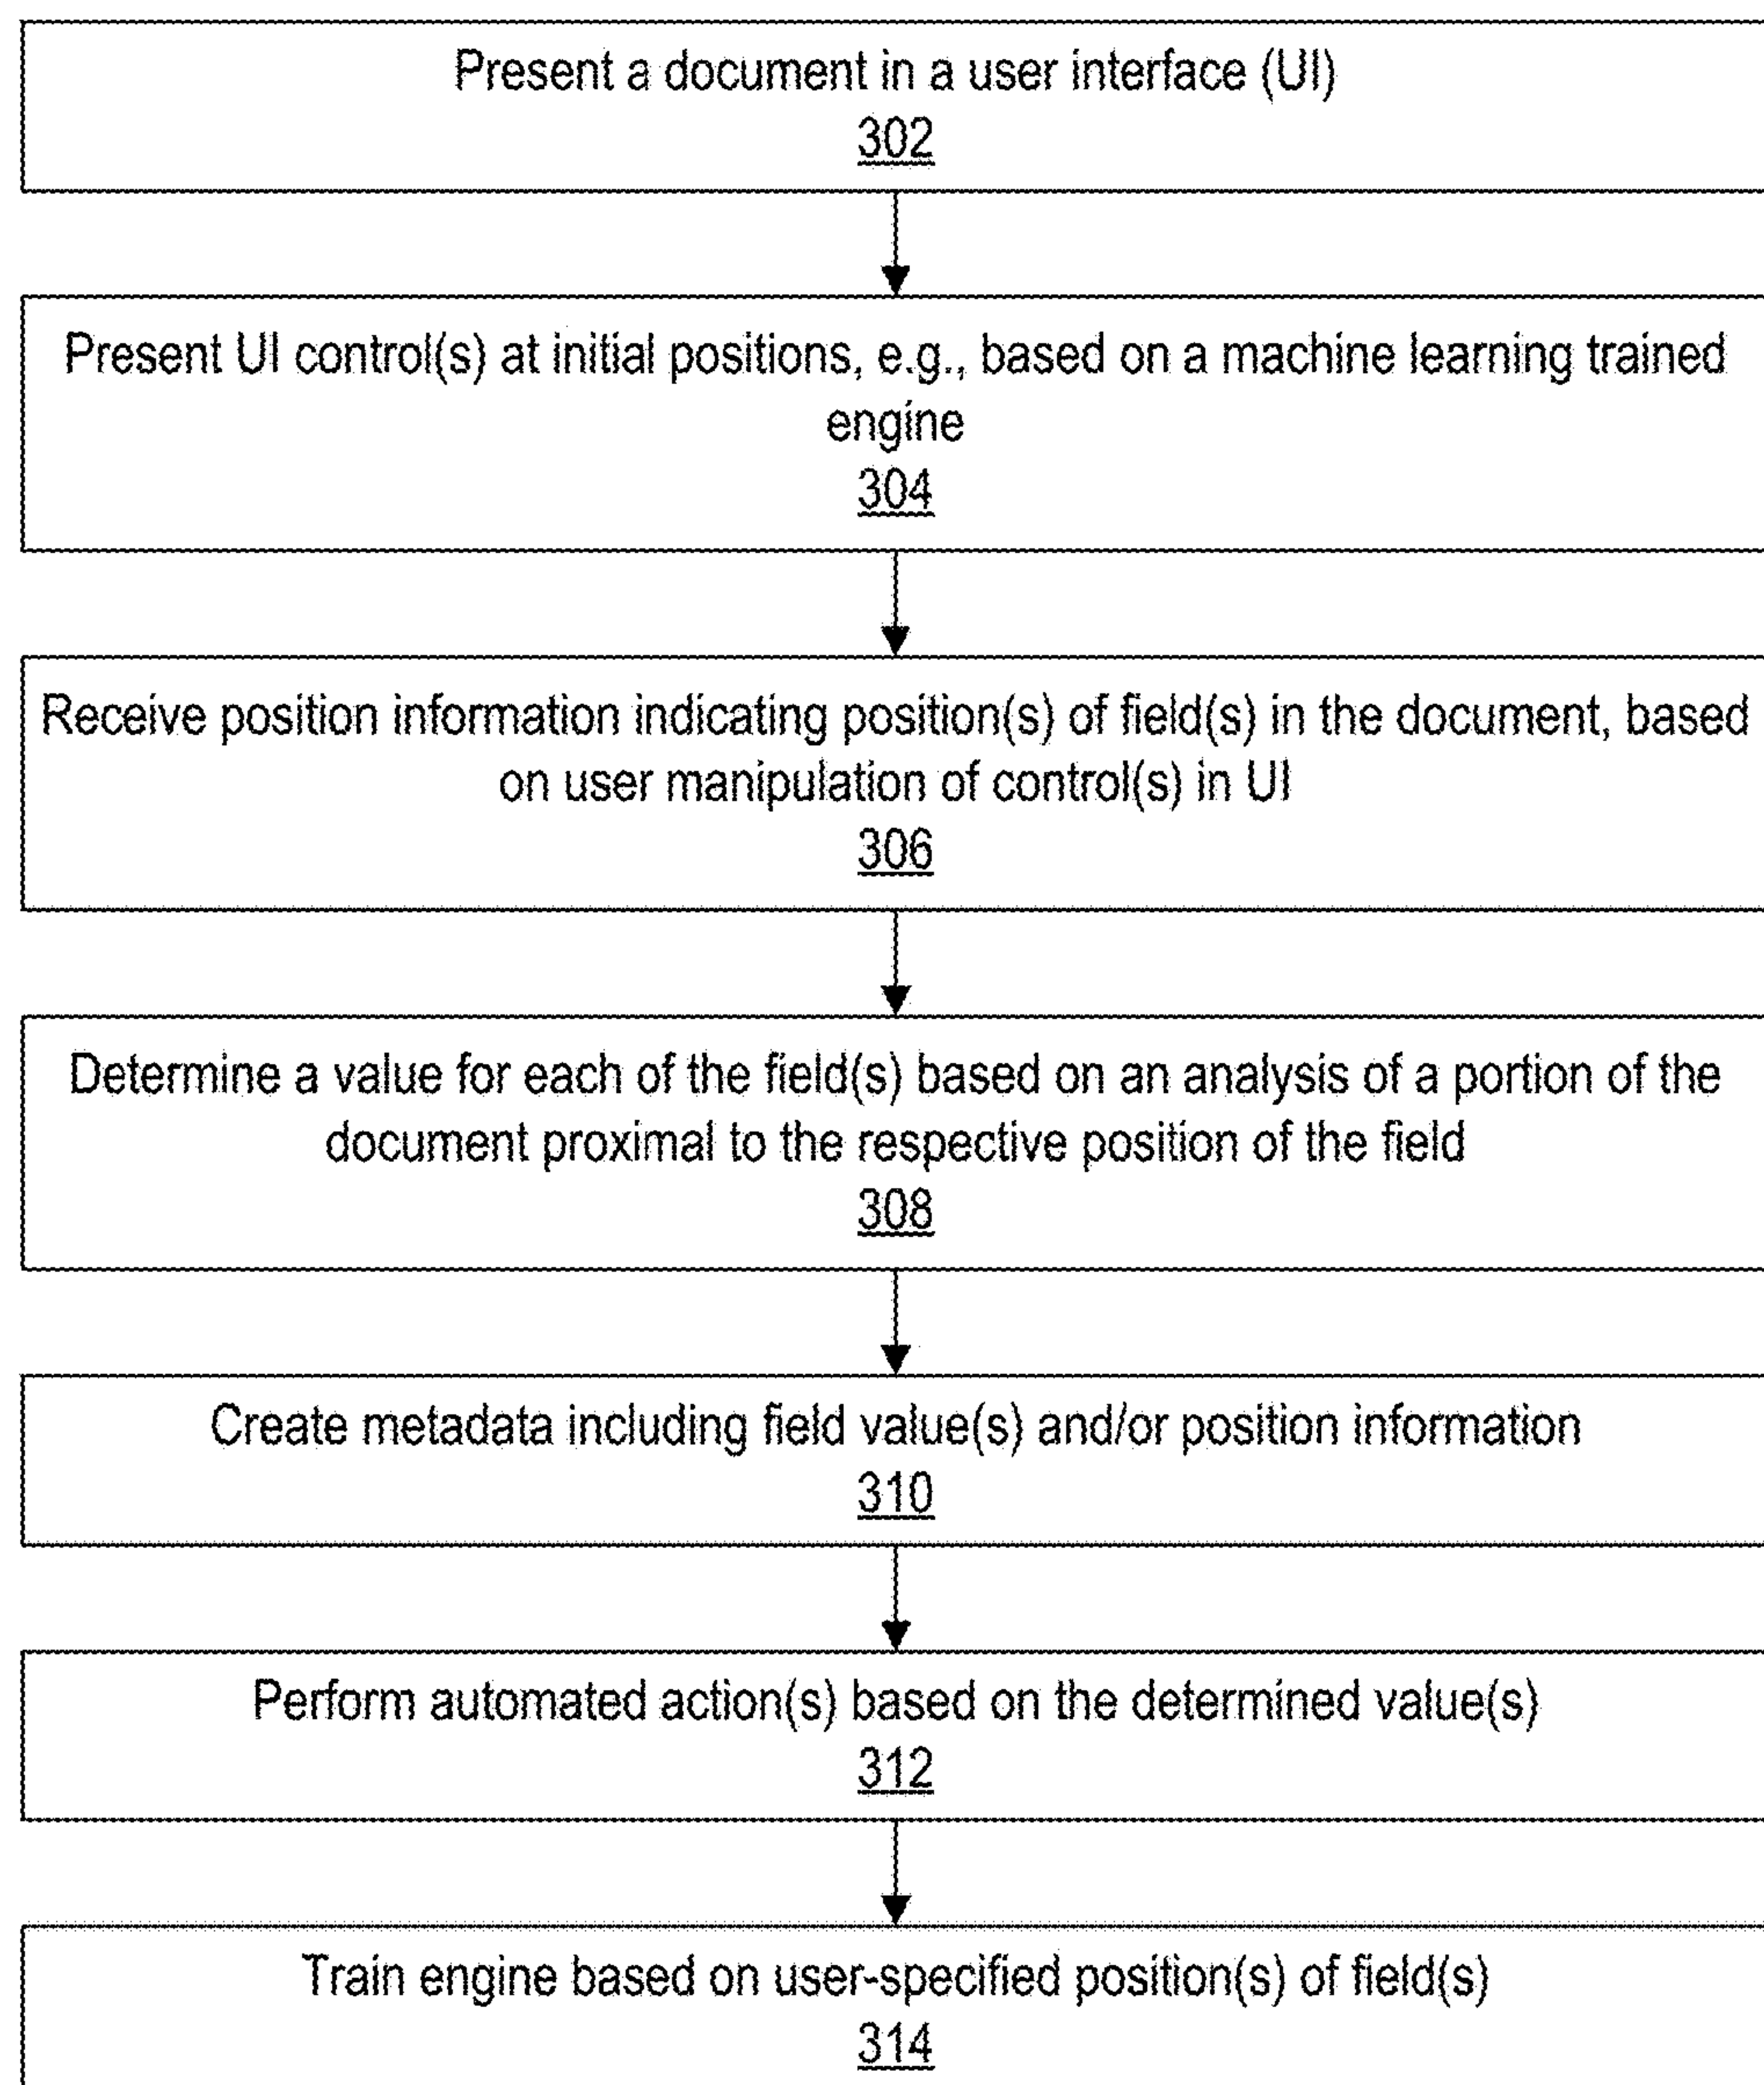 Present a document in a user interface (UI)
302
Present UI control(s) at initial positions, e.g., based on a machine learning trained
engine
304
Receive position information indicating position(s) of field(s) in the document, based
on user manipulation of control(s) in UI
306
Determine a value for each of the field(s) based on an analysis of a portion of the
document proximal to the respective position of the field
308
Create metadata including field value(s) and/or position information
310
Perform automated action(s) based on the determined value(s)
312
Train engine based on user-specified position(s) of field(s)
314